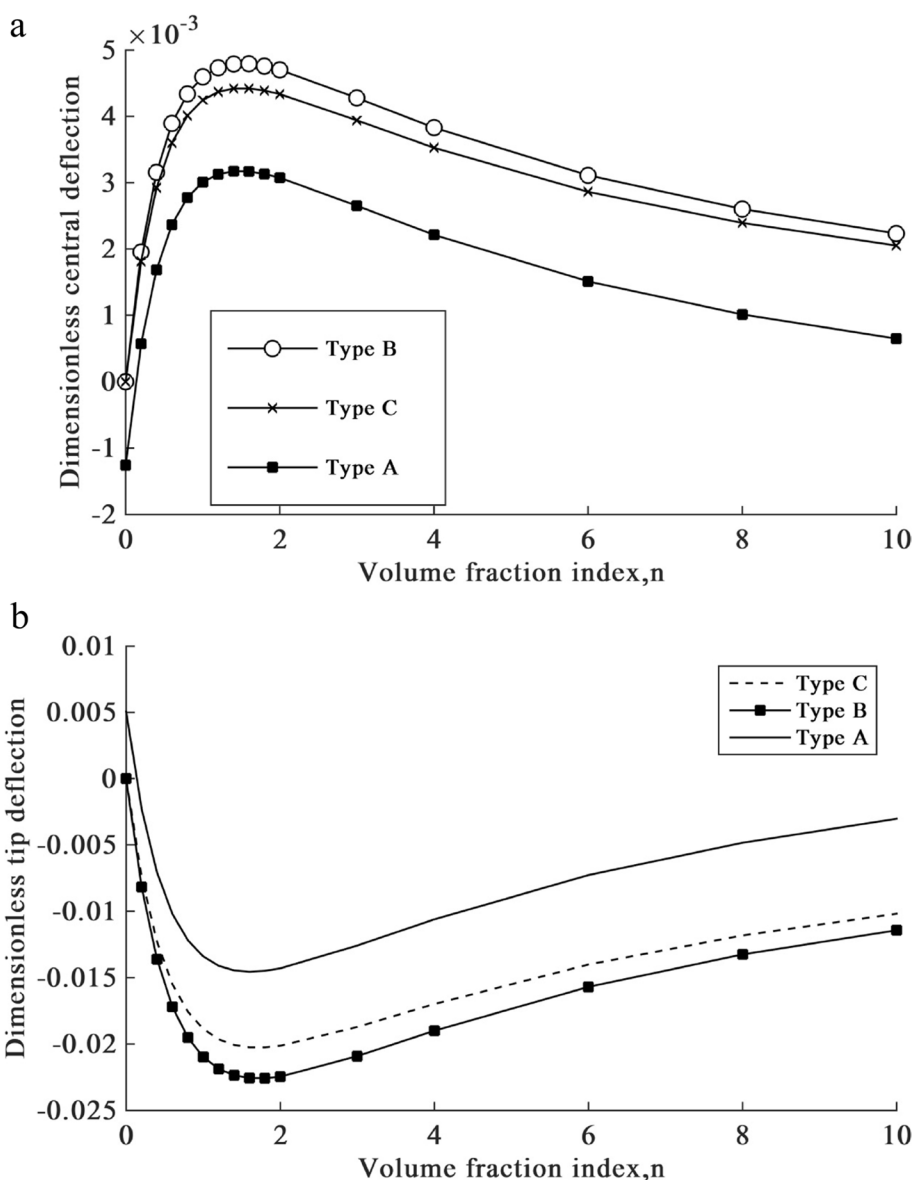 a
×10⁻³
5
4
3
2
1
0
-1
-2
Dimensionless central deflection
Type B
Type C
Type A
0
2
4
6
8
10
Volume fraction index,n
b
0.01
0.005
0
-0.005
-0.01
-0.015
-0.02
-0.025
Dimensionless tip deflection
Type C
Type B
Type A
0
2
4
6
8
10
Volume fraction index,n